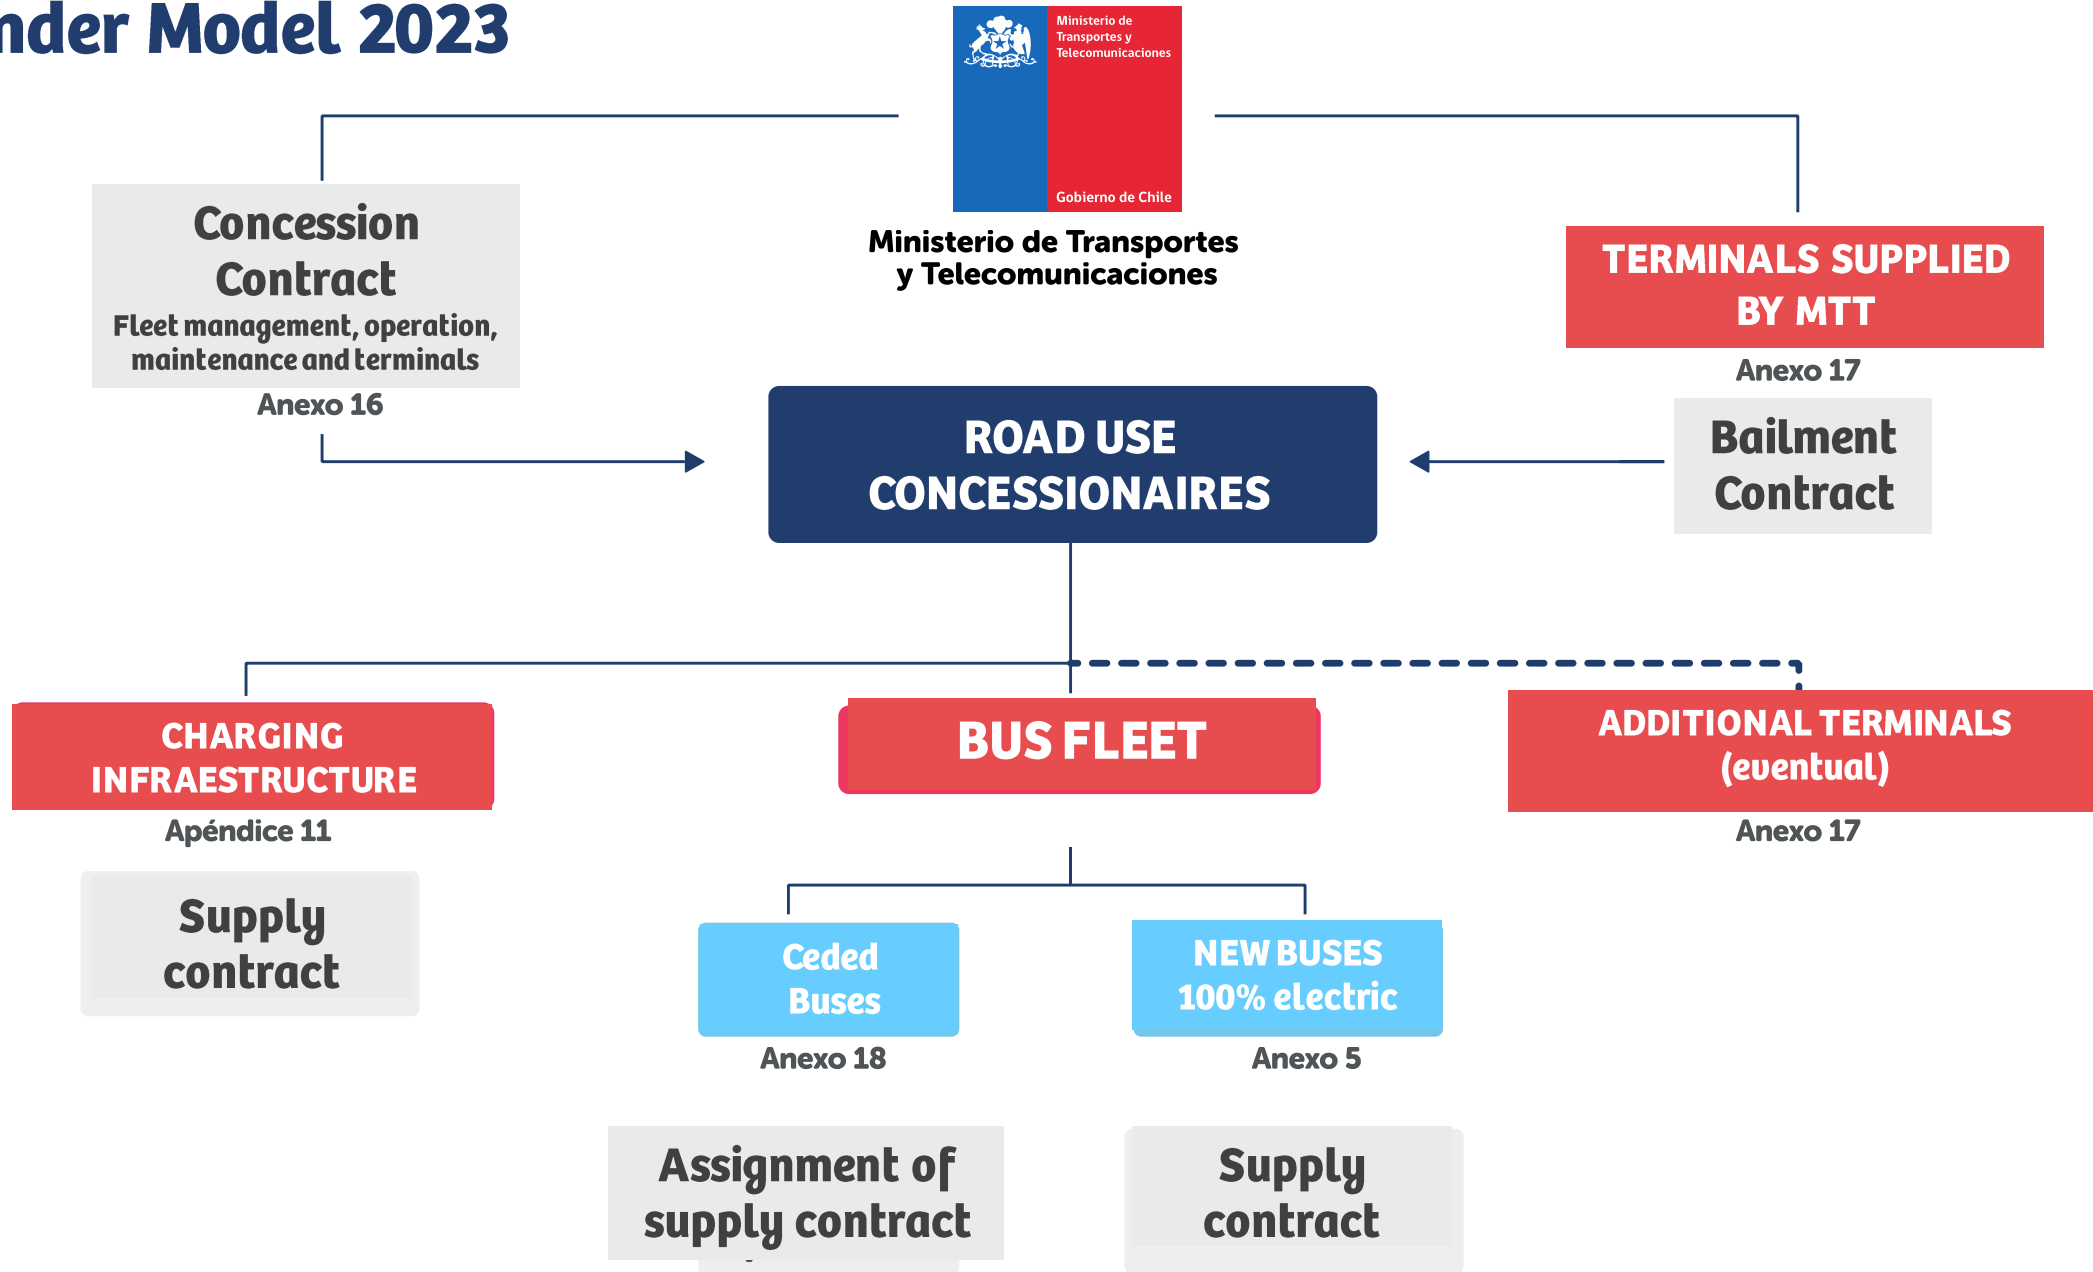 nder Model 2023
Ministerio de
Transportes y
Telecomunicaciones
Gobierno de Chile
Ministerio de Transportes
y Telecomunicaciones
Concession
Contract
Fleet management, operation,
maintenance and terminals
Anexo 16
TERMINALS SUPPLIED
BY MTT
Anexo 17
Bailment
Contract
ROAD USE
CONCESSIONAIRES
CHARGING
INFRAESTRUCTURE
Apéndice 11
Supply
contract
BUS FLEET
ADDITIONAL TERMINALS
(eventual)
Anexo 17
Ceded
Buses
Anexo 18
NEW BUSES
100% electric
Anexo 5
Assignment of
supply contract
Supply
contract